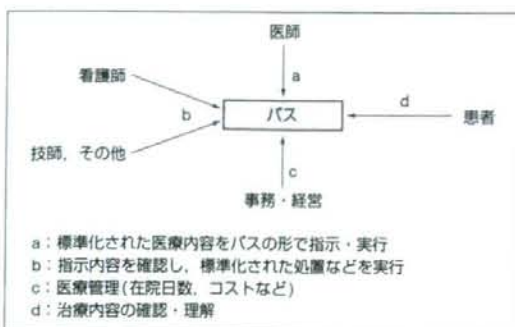 医師
a
看護師
パス
d
患者
b
技師，その他
c
事務・経営
a：標準化された医療内容をパスの形で指示・実行
b：指示内容を確認し，標準化された処置などを実行
c：医療管理(在院日数，コストなど)
d：治療内容の確認・理解